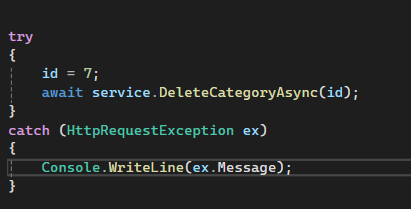 try
{
    id = 7;
    await service.DeleteCategoryAsync(id);
}
catch (HttpRequestException ex)
{
    Console.WriteLine(ex.Message);
}